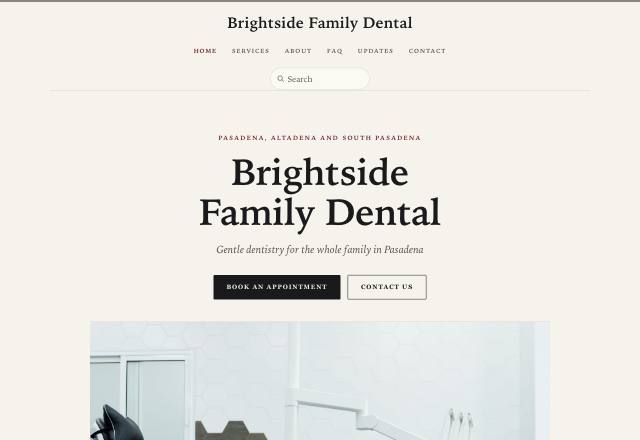 Brightside Family Dental
HOME SERVICES ABOUT FAQ UPDATES CONTACT
Search
PASADENA, ALTADENA AND SOUTH PASADENA
Brightside
Family Dental
Gentle dentistry for the whole family in Pasadena
BOOK AN APPOINTMENT CONTACT US